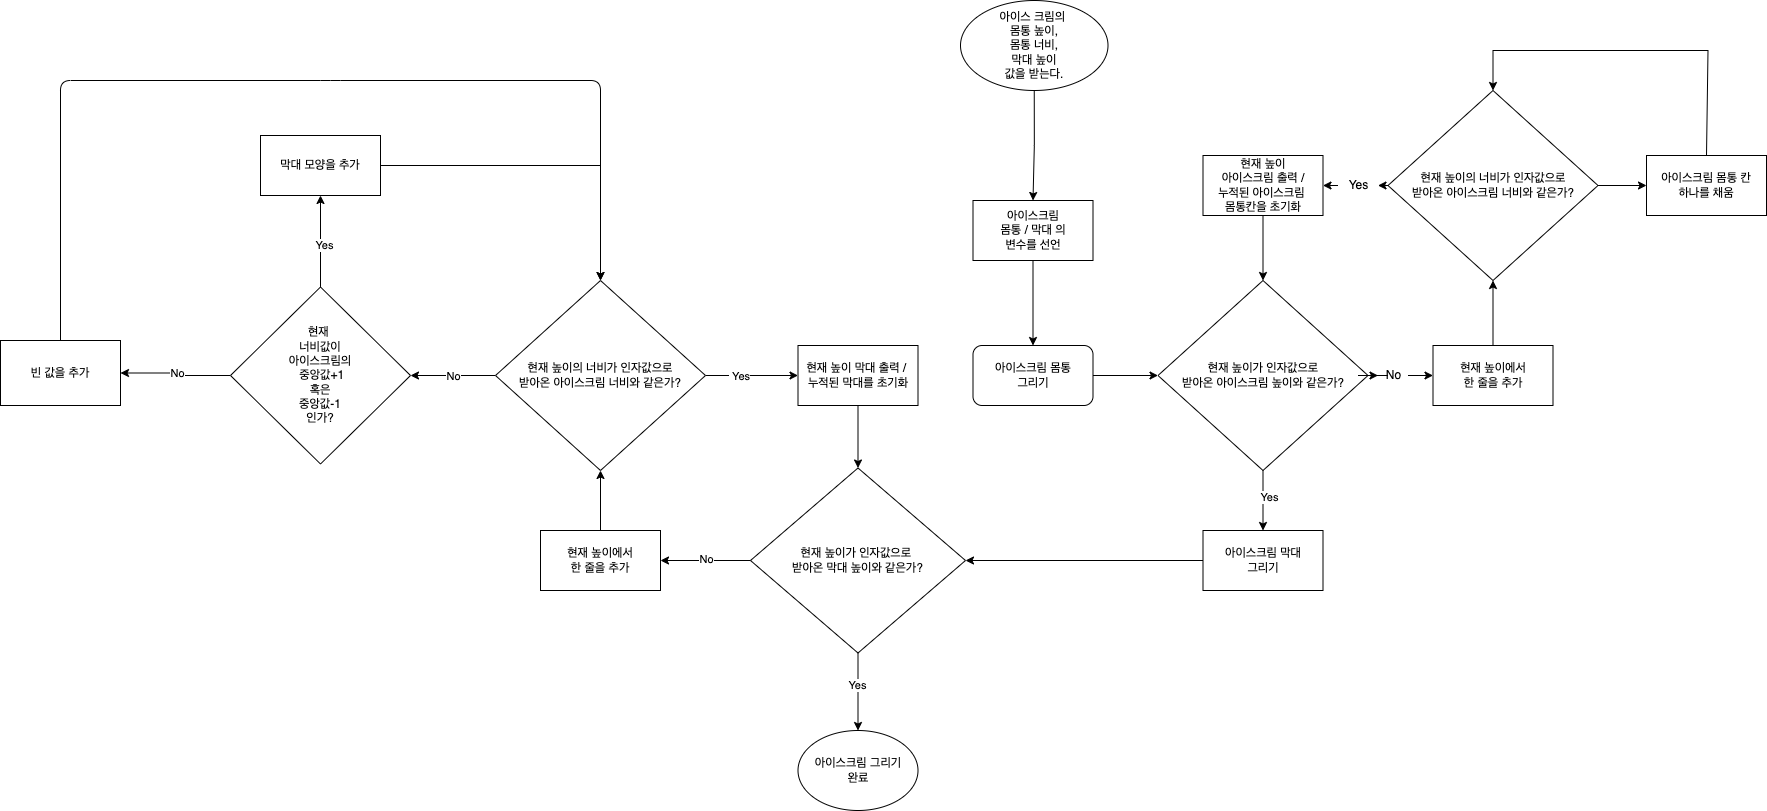 아이스 크림의
몸통 높이,
몸통 너비,
막대 높이
값을 받는다.
아이스크림
몸통 / 막대 의
변수를 선언
아이스크림 몸통
그리기
현재 높이가 인자값으로
받아온 아이스크림 높이와 같은가?
No
현재 높이에서
한 줄을 추가
현재 높이의 너비가 인자값으로
받아온 아이스크림 너비와 같은가?
아이스크림 몸통 칸
하나를 채움
Yes
현재 높이
아이스크림 출력 /
누적된 아이스크림
몸통칸을 초기화
Yes
아이스크림 막대
그리기
현재 높이가 인자값으로
받아온 막대 높이와 같은가?
No
현재 높이에서
한 줄을 추가
현재 높이의 너비가 인자값으로
받아온 아이스크림 너비와 같은가?
Yes
현재 높이 막대 출력 /
누적된 막대를 초기화
No
현재
너비값이
아이스크림의
중앙값+1
혹은
중앙값-1
인가?
Yes
막대 모양을 추가
No
빈 값을 추가
Yes
아이스크림 그리기
완료